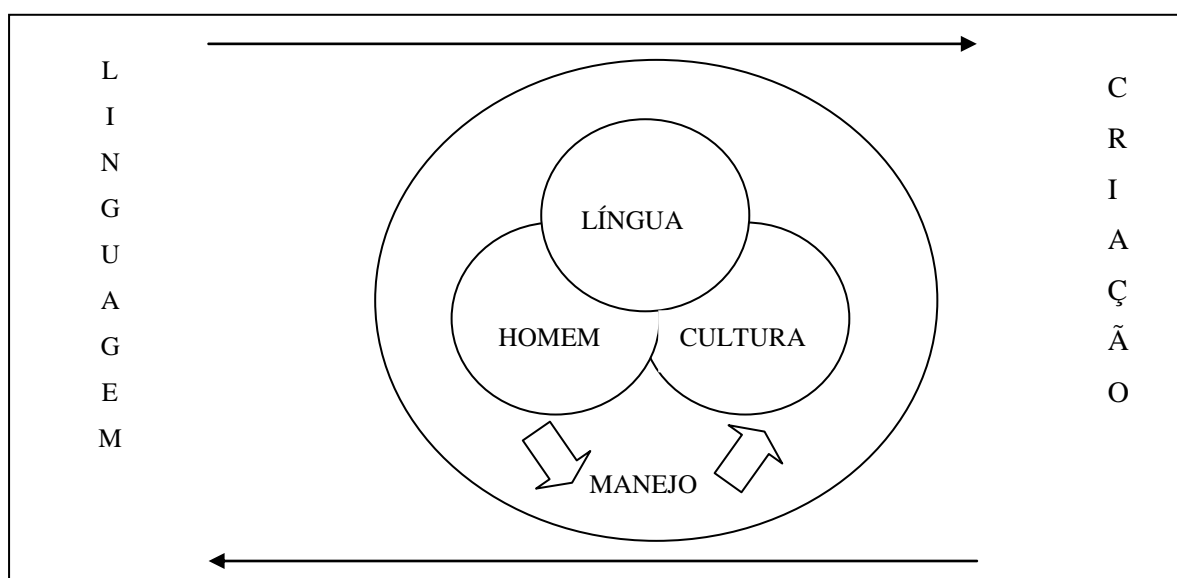 LINGUAGEM
LÍNGUA
HOMEM CULTURA
MANEJO
CRIAÇÃO